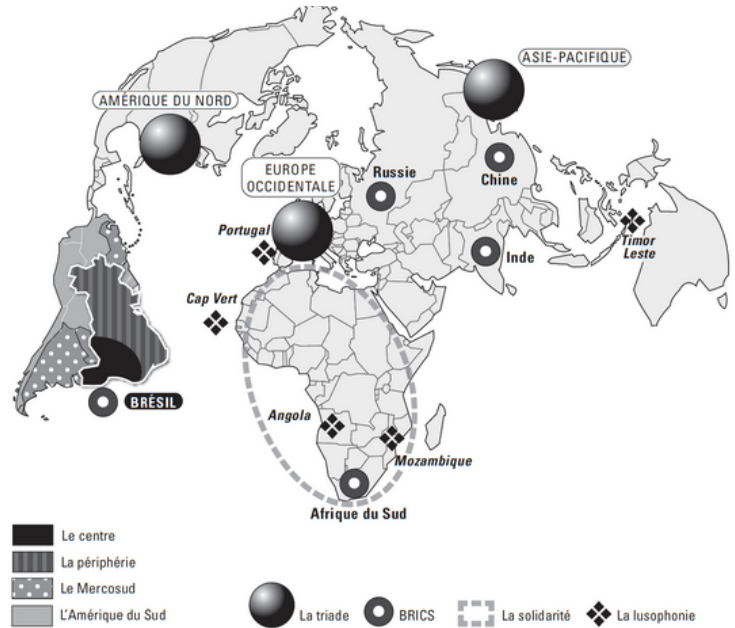 ASIE-PACIFIQUE
AMÉRIQUE DU NORD
EUROPE
OCCIDENTALE
Russie
Chine
Portugal
Inde
Timor
Leste
Cap Vert
BRÉSIL
Angola
Mozambique
Afrique du Sud
Le centre
La périphérie
Le Mercosud
L'Amérique du Sud
La triade
BRICS
La solidarité
La lusophonie